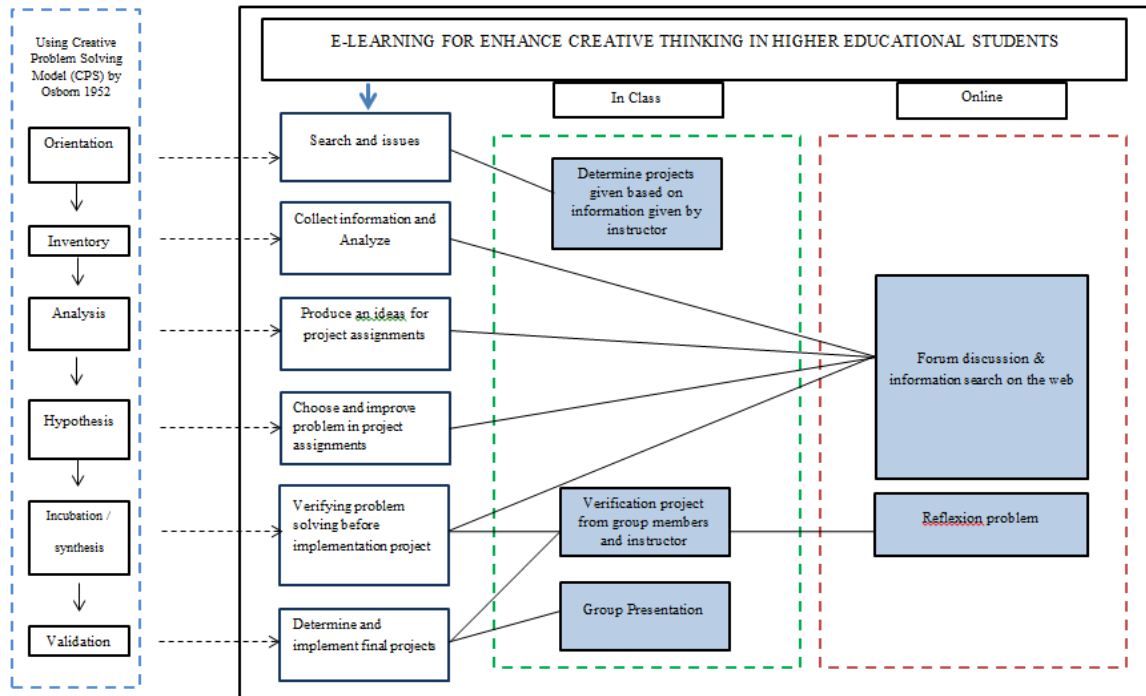 Using Creative
Problem Solving
Model (CPS) by
Osborn 1952
Orientation
Inventory
Analysis
Hypothesis
Incubation /
synthesis
Validation
E-LEARNING FOR ENHANCE CREATIVE THINKING IN HIGHER EDUCATIONAL STUDENTS
In Class
Online
Search and issues
Collect information and
Analyze
Produce an ideas for
project assignments
Choose and improve
problem in project
assignments
Verifying problem
solving before
implementation project
Determine and
implement final projects
Determine projects
given based on
information given by
instructor
Verification project
from group members
and instructor
Group Presentation
Forum discussion &
information search on the web
Reflexion problem